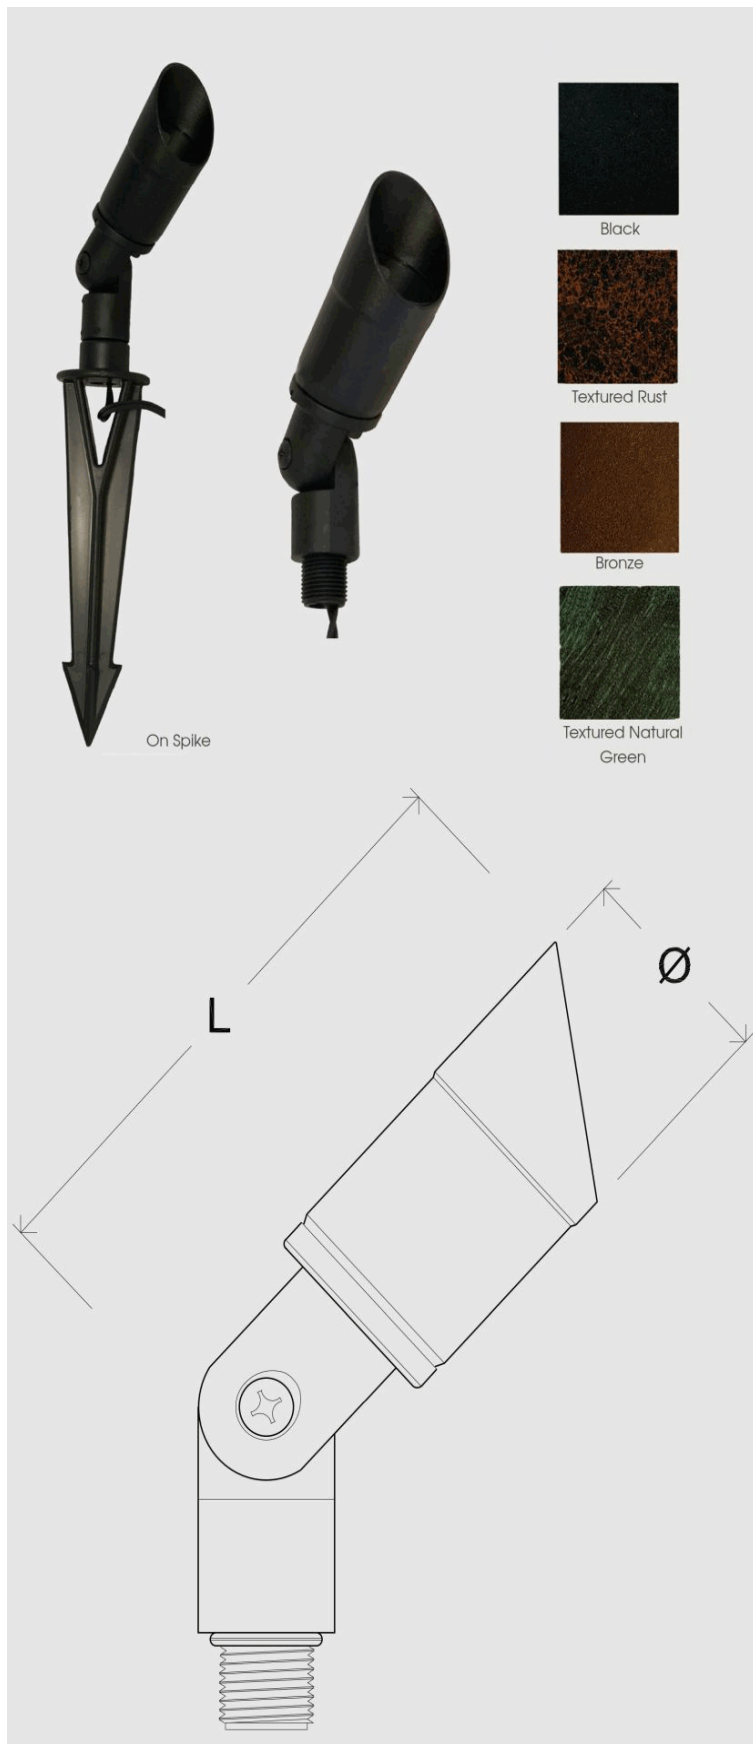 Black
Textured Rust
Bronze
Textured Natural
Green
On Spike
L
Ø